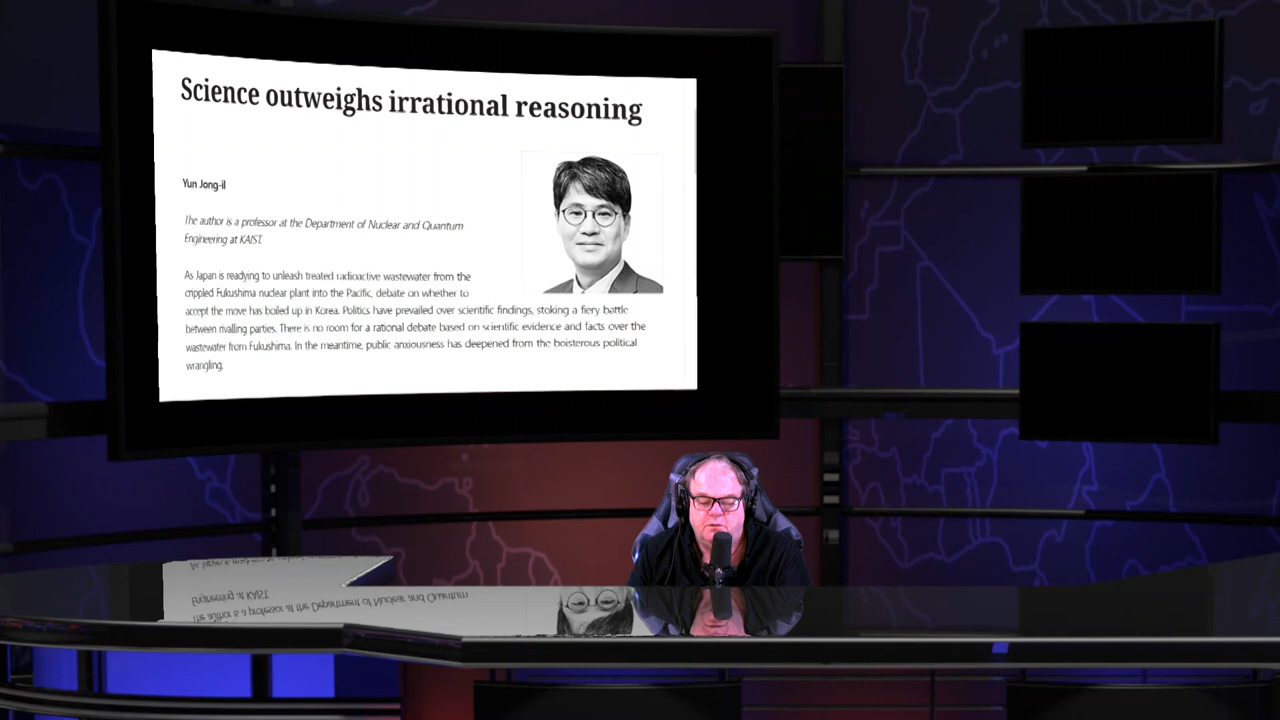 Science outweighs irrational reasoning
Yun Jong-il
The author is a professor at the Department of Nuclear and Quantum
Engineering at KAIST.
As Japan is readying to unleash treated radioactive wastewater from the
crippled Fukushima nuclear plant into the Pacific, debate on whether to
accept the move has boiled up in Korea. Politics have prevailed over scientific findings, stoking a fiery battle
between rivalling parties. There is no room for a rational debate based on scientific evidence and facts over the
wastewater from Fukushima. In the meantime, public anxiousness has deepened from the boisterous political
wrangling.